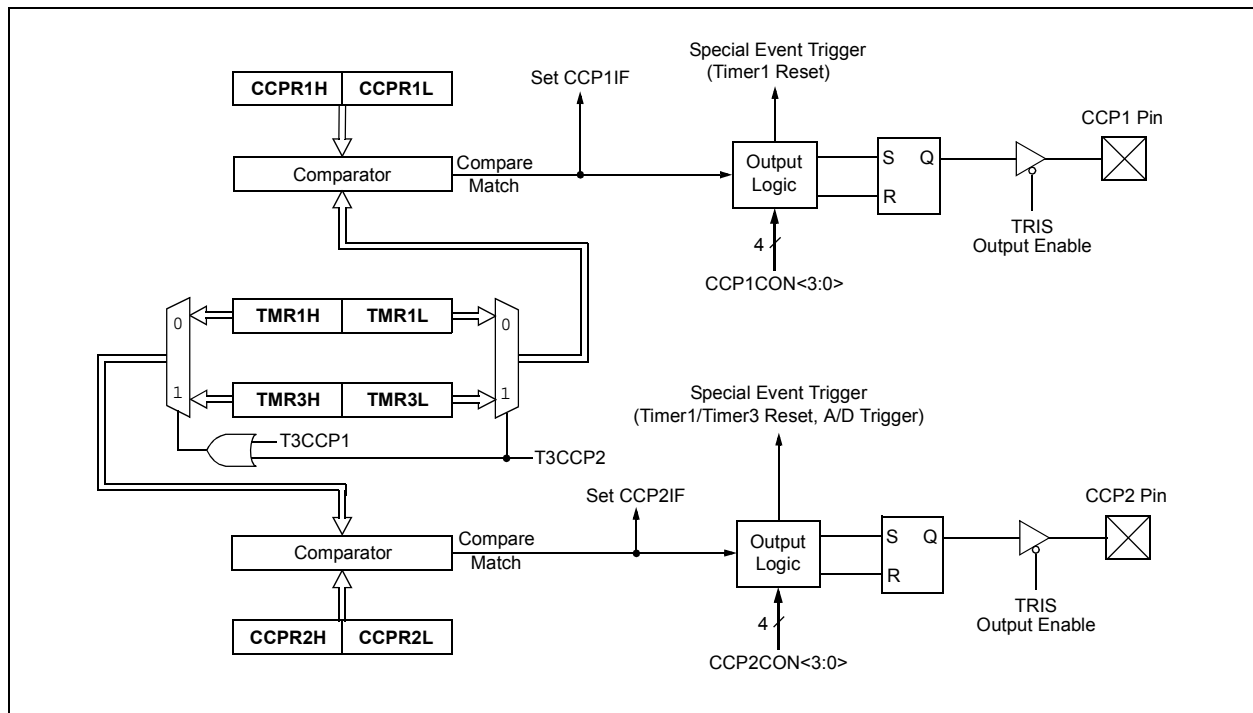 Special Event Trigger
(Timer1 Reset)
CCPR1H CCPR1L
Set CCP1IF
CCP1 Pin
Comparator
Compare
Match
Output
Logic
S Q
R
TRIS
Output Enable
4
CCP1CON<3:0>
0 TMR1H TMR1L 0
1 TMR3H TMR3L 1
T3CCP1
T3CCP2
Special Event Trigger
(Timer1/Timer3 Reset, A/D Trigger)
Set CCP2IF
CCP2 Pin
Comparator
Compare
Match
Output
Logic
S Q
R
TRIS
Output Enable
4
CCPR2H CCPR2L
CCP2CON<3:0>